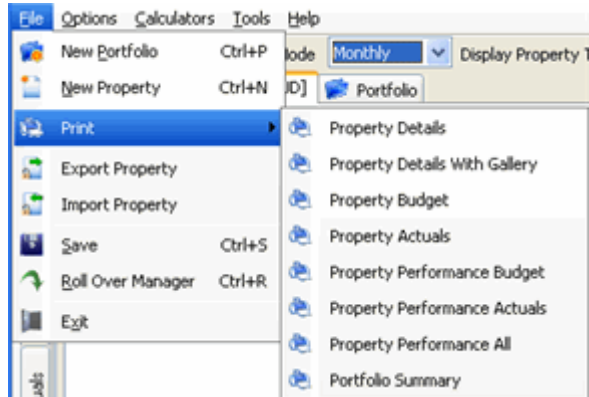 File Options Calculators Tools Help
New Portfolio Ctrl+P
Monthly Display Property
New Property Ctrl+N
Portfolio
Print
Property Details
Export Property
Property Details With Gallery
Import Property
Property Budget
Save Ctrl+S
Property Actuals
Roll Over Manager Ctrl+R
Property Performance Budget
Exit
Property Performance Actuals
Property Performance All
Portfolio Summary